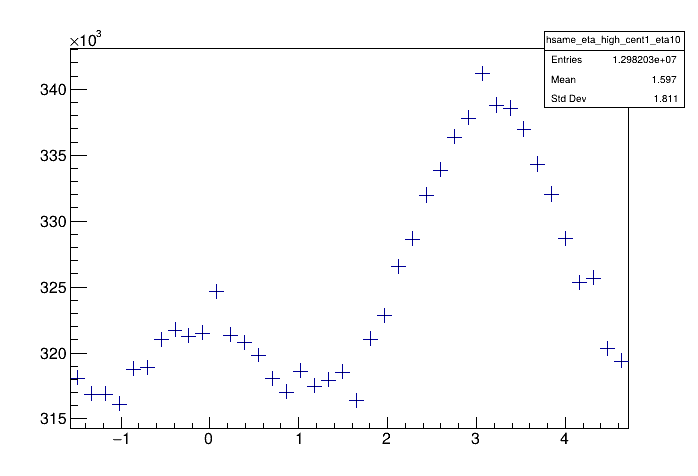 ×10³
hsame_eta_high_cent1_eta10
Entries 1.298203e+07
Mean 1.597
Std Dev 1.811
340
335
330
325
320
315
−1 0 1 2 3 4